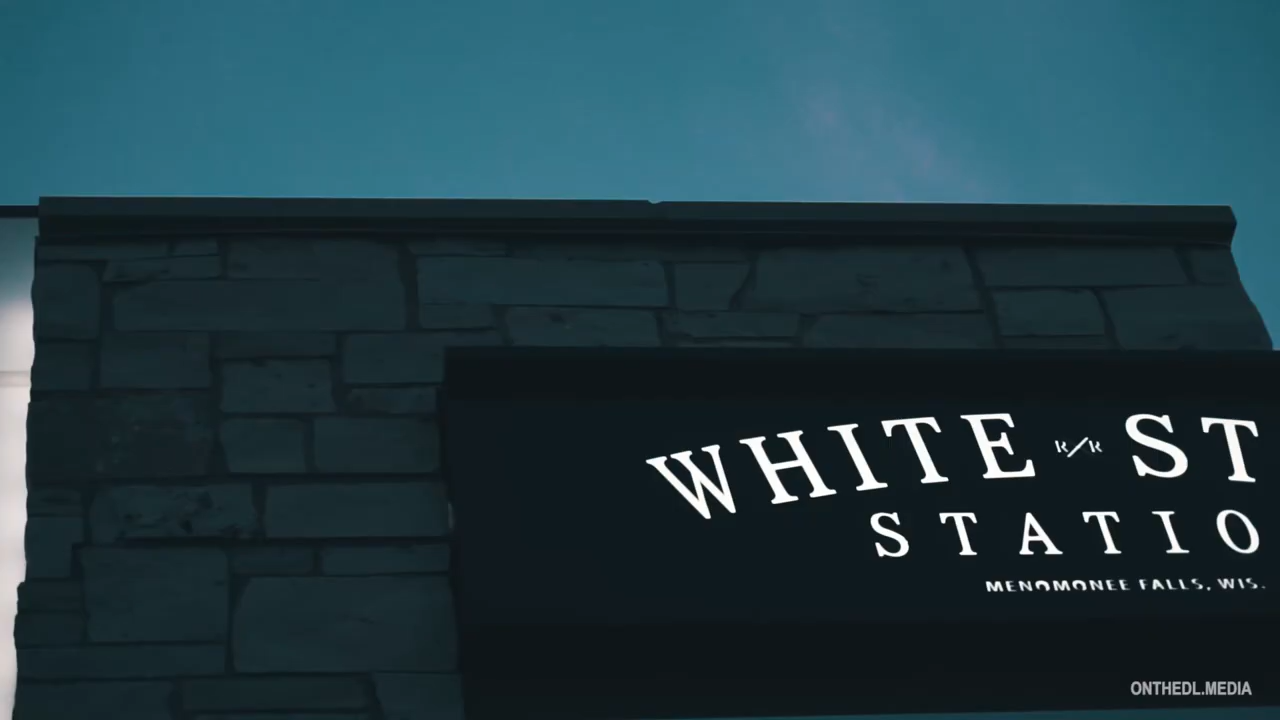 WHITE R/R ST
STATIO
MENOMONEE FALLS, WIS.
ONTHEDL.MEDIA